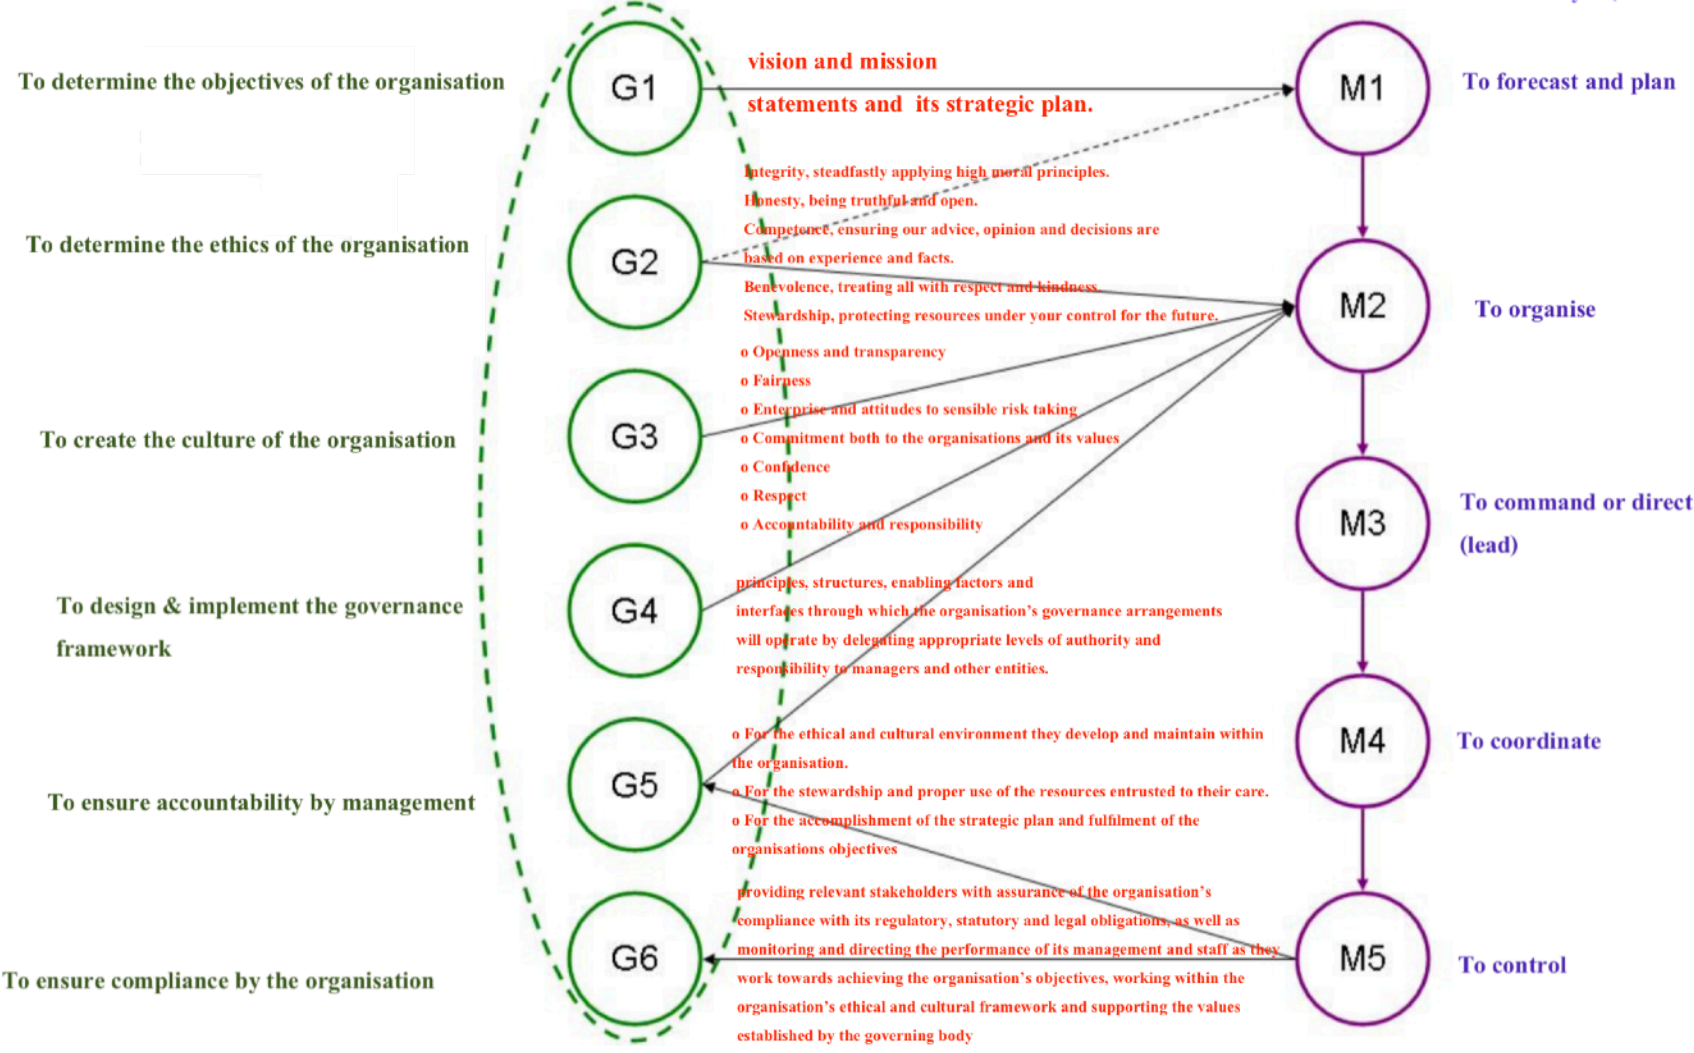 To determine the objectives of the organisation
G1
vision and mission
statements and its strategic plan.
M1
To forecast and plan
To determine the ethics of the organisation
G2
Integrity, steadfastly applying high moral principles.
Honesty, being truthful and open.
Competence, ensuring our advice, opinion and decisions are
based on experience and facts.
Benevolence, treating all with respect and kindness.
Stewardship, protecting resources under your control for the future.
M2
To organise
To create the culture of the organisation
G3
o Openness and transparency
o Fairness
o Enterprise and attitudes to sensible risk taking
o Commitment both to the organisations and its values
o Confidence
o Respect
o Accountability and responsibility
M3
To command or direct
(lead)
To design & implement the governance
framework
G4
principles, structures, enabling factors and
interfaces through which the organisation's governance arrangements
will operate by delegating appropriate levels of authority and
responsibility to managers and other entities.
M4
To coordinate
To ensure accountability by management
G5
o For the ethical and cultural environment they develop and maintain within
the organisation.
o For the stewardship and proper use of the resources entrusted to their care.
o For the accomplishment of the strategic plan and fulfilment of the
organisations objectives
To ensure compliance by the organisation
G6
providing relevant stakeholders with assurance of the organisation's
compliance with its regulatory, statutory and legal obligations, as well as
monitoring and directing the performance of its management and staff as they
work towards achieving the organisation's objectives, working within the
organisation's ethical and cultural framework and supporting the values
established by the governing body
M5
To control